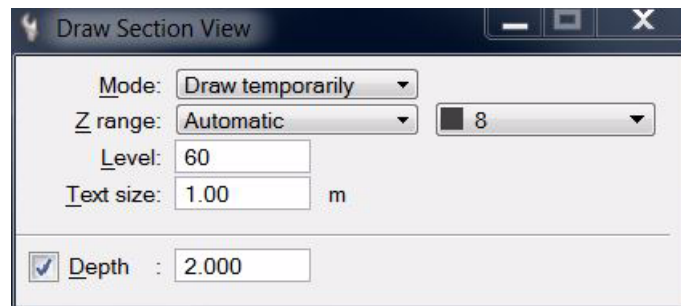 Draw Section View
Mode: Draw temporarily
Z range: Automatic 8
Level: 60
Text size: 1.00 m
Depth : 2.000